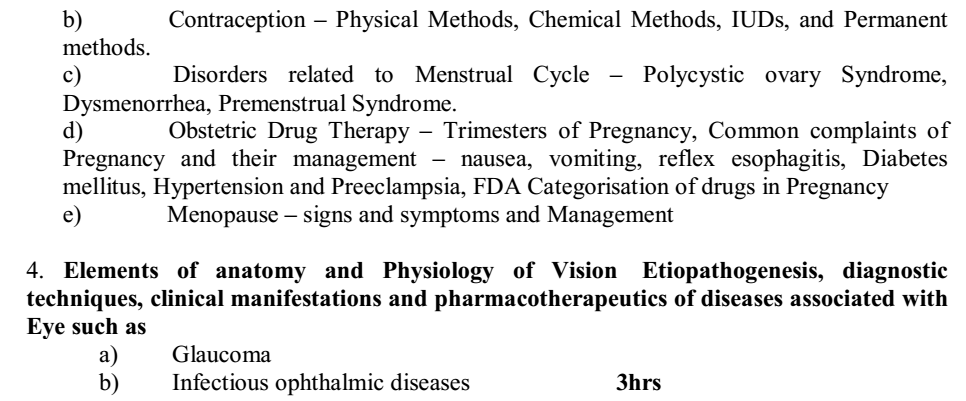 b) Contraception – Physical Methods, Chemical Methods, IUDs, and Permanent
methods.
c) Disorders related to Menstrual Cycle – Polycystic ovary Syndrome,
Dysmenorrhea, Premenstrual Syndrome.
d) Obstetric Drug Therapy – Trimesters of Pregnancy, Common complaints of
Pregnancy and their management – nausea, vomiting, reflex esophagitis, Diabetes
mellitus, Hypertension and Preeclampsia, FDA Categorisation of drugs in Pregnancy
e) Menopause – signs and symptoms and Management
4. Elements of anatomy and Physiology of Vision Etiopathogenesis, diagnostic
techniques, clinical manifestations and pharmacotherapeutics of diseases associated with
Eye such as
a) Glaucoma
b) Infectious ophthalmic diseases 3hrs